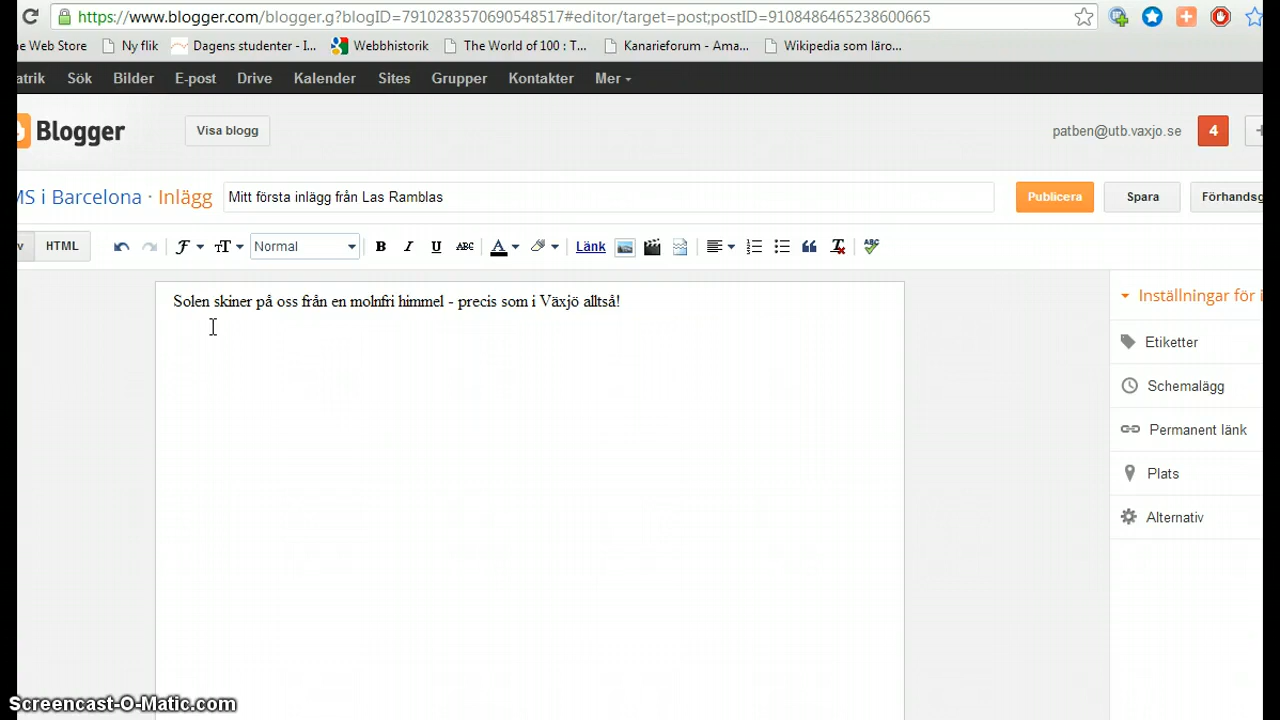 https://www.blogger.com/blogger.g?blogID=7910283570690548517#editor/target=post;postID=9108486465238600665
he Web Store Ny flik Dagens studenter - I... Webbhistorik The World of 100 : T... Kanarieforum - Ama... Wikipedia som läro...
atrik Sök Bilder E-post Drive Kalender Sites Grupper Kontakter Mer
Blogger Visa blogg patben@utb.vaxjo.se 4
MS i Barcelona · Inlägg Mitt första inlägg från Las Ramblas Publicera Spara Förhandsg
v HTML Normal B I U ABC A Länk ABC
Solen skiner på oss från en molnfri himmel - precis som i Växjö alltså!
Inställningar för i
Etiketter
Schemalägg
Permanent länk
Plats
Alternativ
Screencast-O-Matic.com